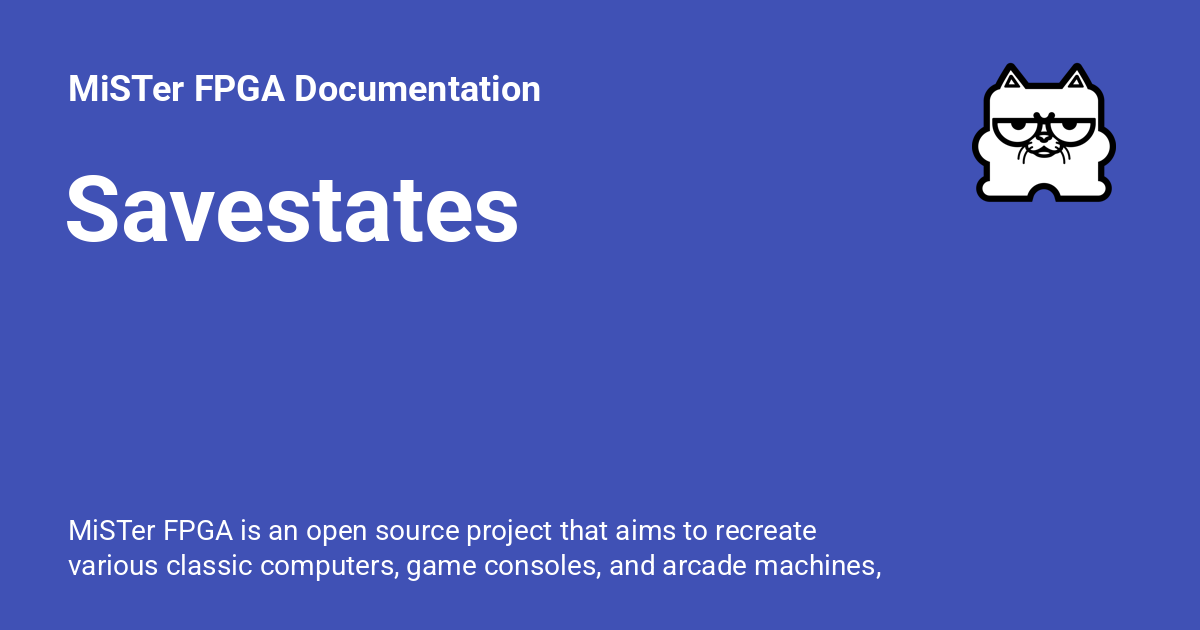 MiSTer FPGA Documentation
Savestates
MiSTer FPGA is an open source project that aims to recreate
various classic computers, game consoles, and arcade machines,